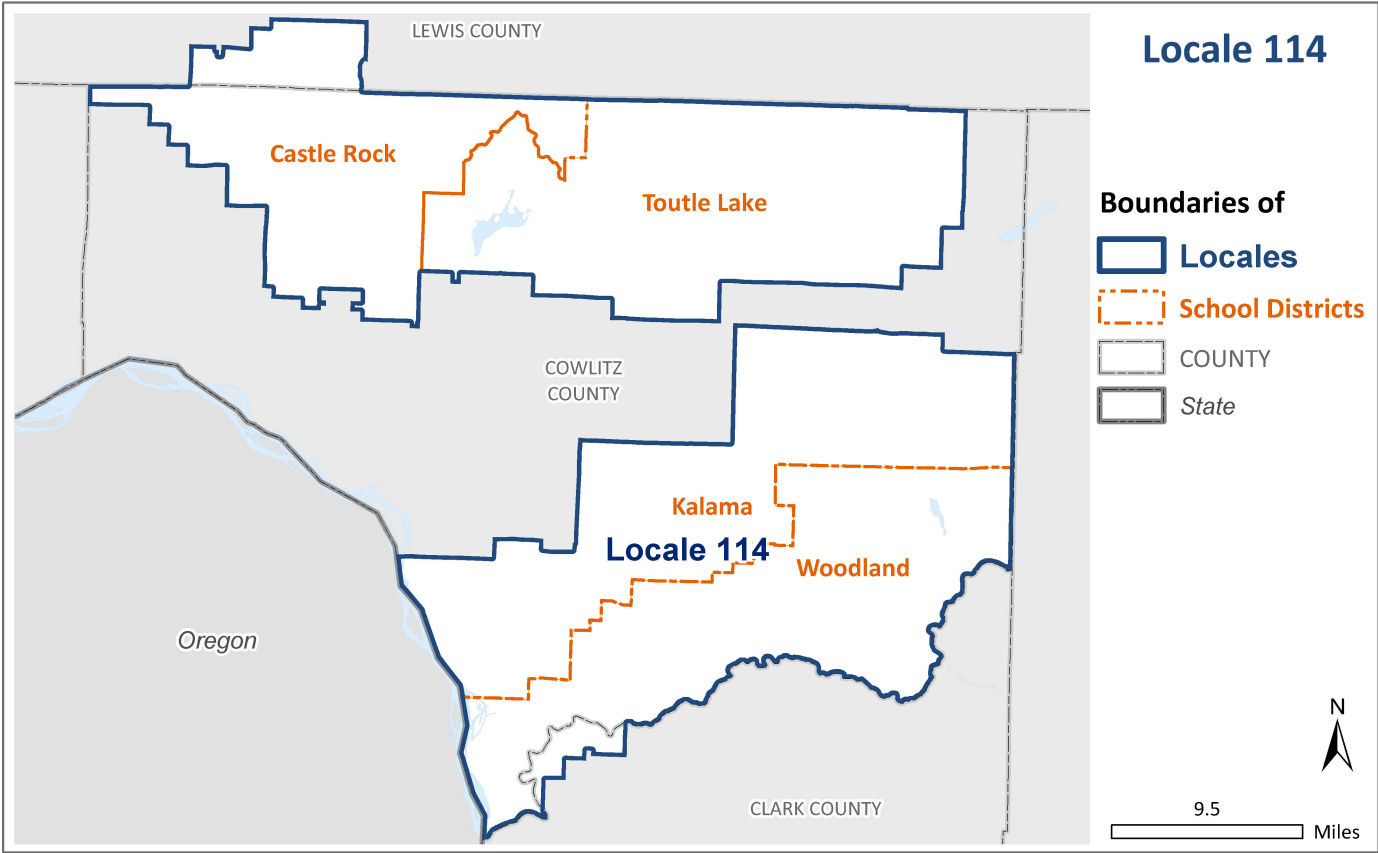 LEWIS COUNTY
Locale 114
Castle Rock
Toutle Lake
Boundaries of
Locales
School Districts
COUNTY
State
COWLITZ
COUNTY
Kalama
Locale 114
Woodland
Oregon
CLARK COUNTY
N
9.5
Miles